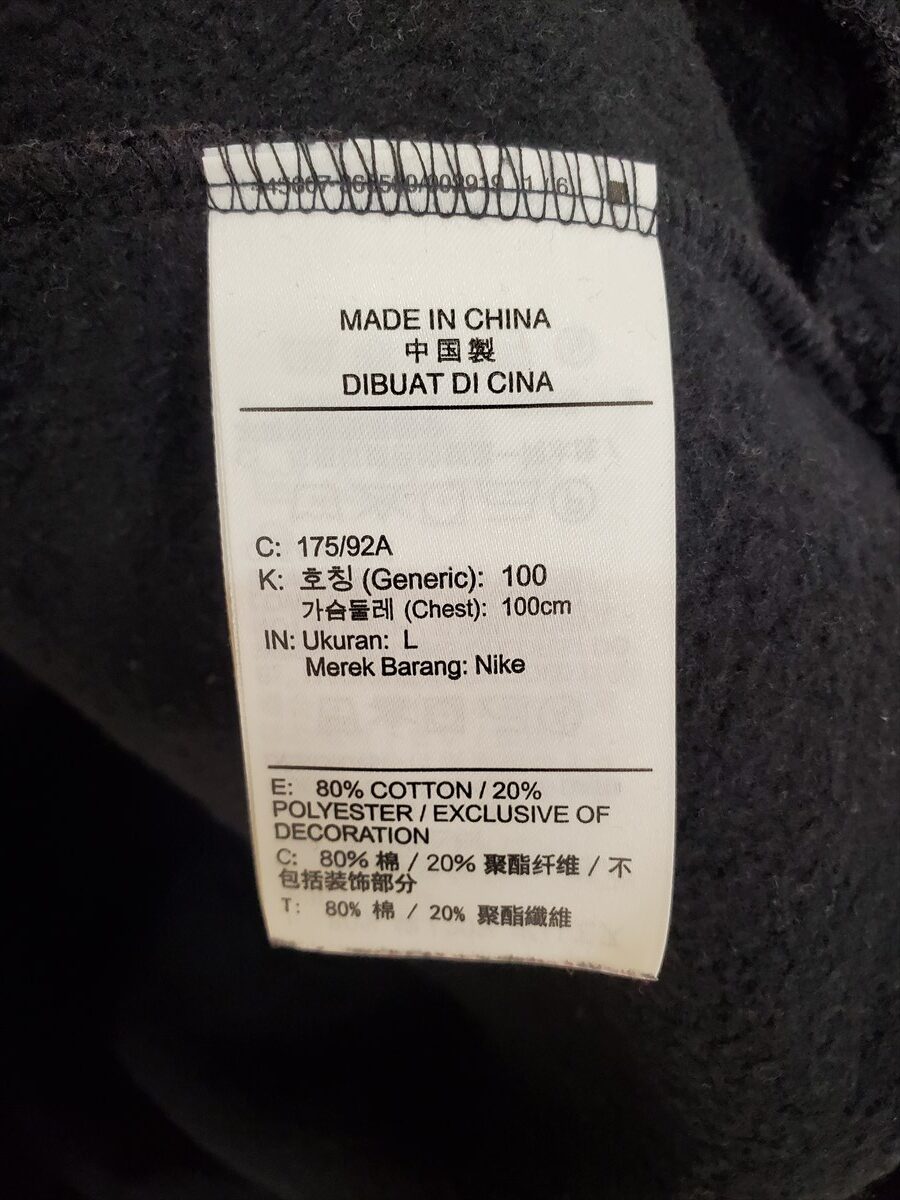 1 / 6
MADE IN CHINA
中国製
DIBUAT DI CINA
C: 175/92A
K: 호칭 (Generic): 100
가슴둘레 (Chest): 100cm
IN: Ukuran: L
Merek Barang: Nike
E: 80% COTTON / 20%
POLYESTER / EXCLUSIVE OF
DECORATION
C: 80% 棉 / 20% 聚酯纤维 / 不
包括装饰部分
T: 80% 棉 / 20% 聚酯纖維